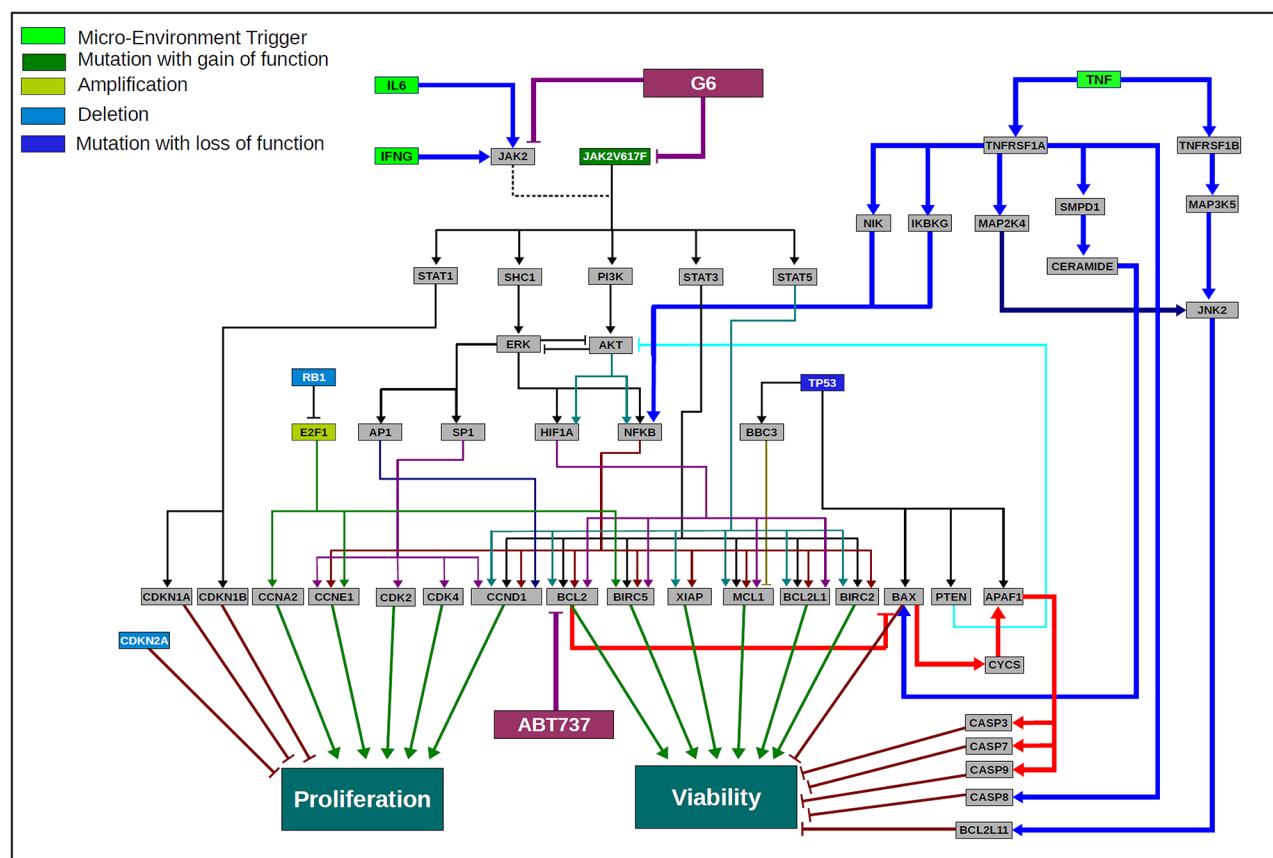 Micro-Environment Trigger
Mutation with gain of function
Amplification
Deletion
Mutation with loss of function
IL6
G6
TNF
IFNG
JAK2
JAK2V617F
TNFRSF1A
TNFRSF1B
NIK
IKBKG
MAP2K4
SMPD1
MAP3K5
CERAMIDE
STAT1
SHC1
PI3K
STAT3
STAT5
JNK2
ERK
AKT
RB1
TP53
E2F1
AP1
SP1
HIF1A
NFKB
BBC3
CDKN1A
CDKN1B
CCNA2
CCNE1
CDK2
CDK4
CCND1
BCL2
BIRC5
XIAP
MCL1
BCL2L1
BIRC2
BAX
PTEN
APAF1
CDKN2A
CYCS
ABT737
CASP3
CASP7
CASP9
CASP8
BCL2L11
Proliferation
Viability